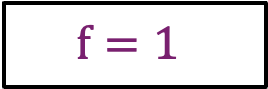 f = 1